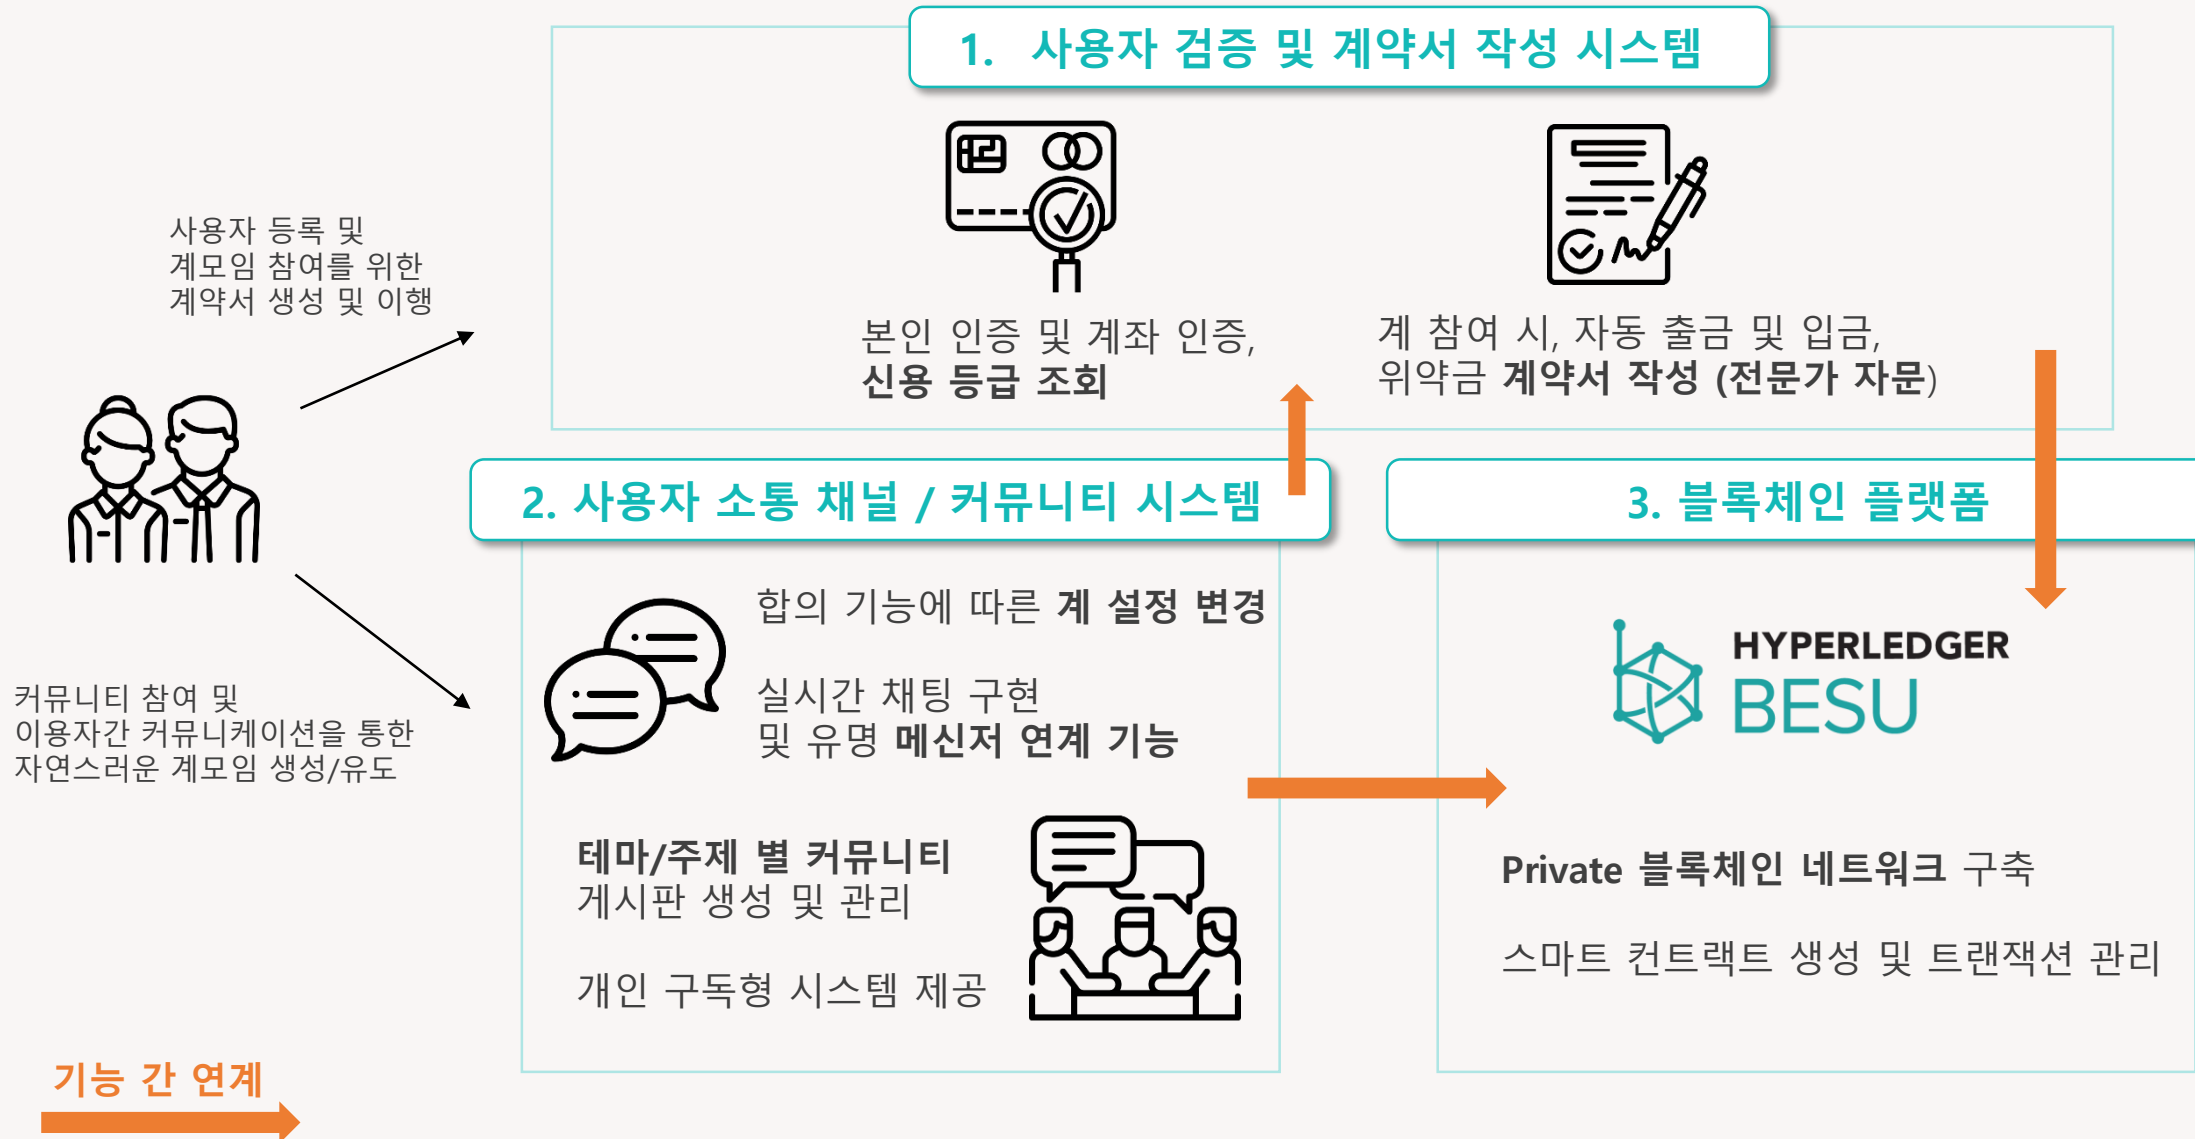 1. 사용자 검증 및 계약서 작성 시스템
사용자 등록 및
계모임 참여를 위한
계약서 생성 및 이행
본인 인증 및 계좌 인증,
신용 등급 조회
계 참여 시, 자동 출금 및 입금,
위약금 계약서 작성 (전문가 자문)
2. 사용자 소통 채널 / 커뮤니티 시스템
3. 블록체인 플랫폼
합의 기능에 따른 계 설정 변경
실시간 채팅 구현
및 유명 메신저 연계 기능
HYPERLEDGER
BESU
커뮤니티 참여 및
이용자간 커뮤니케이션을 통한
자연스러운 계모임 생성/유도
테마/주제 별 커뮤니티
게시판 생성 및 관리
개인 구독형 시스템 제공
Private 블록체인 네트워크 구축
스마트 컨트랙트 생성 및 트랜잭션 관리
기능 간 연계